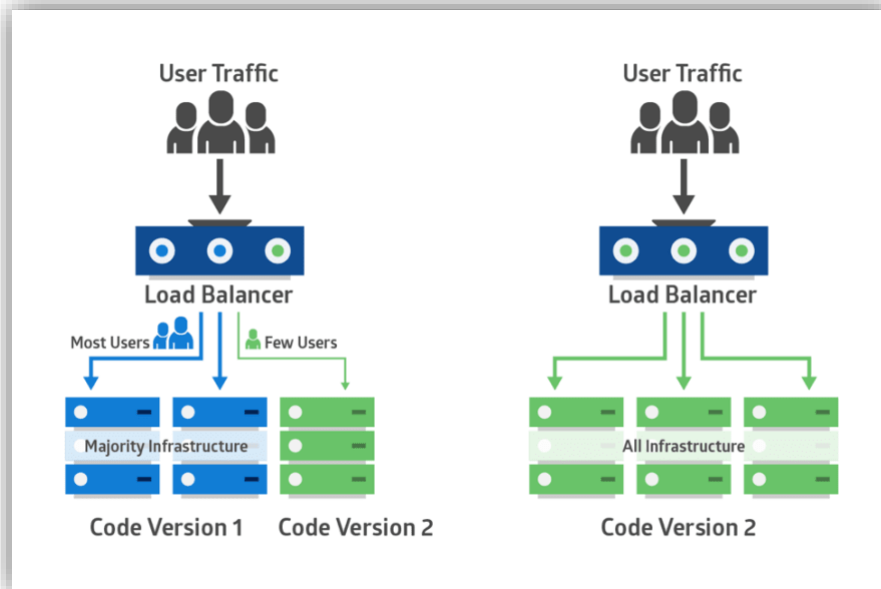 User Traffic
Load Balancer
Most Users
Few Users
Majority Infrastructure
Code Version 1
Code Version 2
User Traffic
Load Balancer
All Infrastructure
Code Version 2